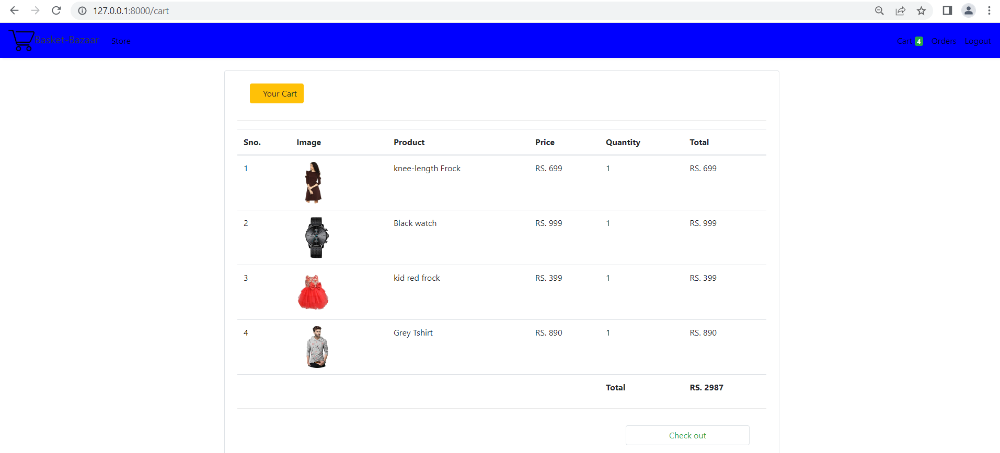 127.0.0.1:8000/cart
Basket-Bazaar Store Cart 4 Orders Logout
Your Cart
Sno. Image Product Price Quantity Total
1 knee-length Frock RS. 699 1 RS. 699
2 Black watch RS. 999 1 RS. 999
3 kid red frock RS. 399 1 RS. 399
4 Grey Tshirt RS. 890 1 RS. 890
Total RS. 2987
Check out